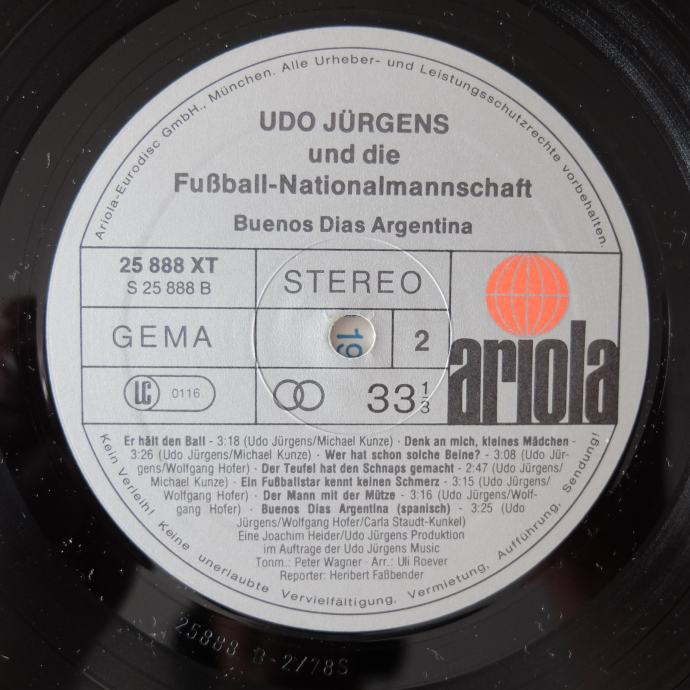 Ariola-Eurodisc GmbH., München. Alle Urheber- und Leistungsschutzrechte vorbehalten.
UDO JÜRGENS
und die
Fußball-Nationalmannschaft
Buenos Dias Argentina
25 888 XT
S 25 888 B
STEREO
GEMA
19
2
LC 0116
33 1/3
ariola
Er hält den Ball - 3:18 (Udo Jürgens/Michael Kunze) · Denk an mich, kleines Mädchen -
3:26 (Udo Jürgens/Michael Kunze) · Wer hat schon solche Beine? - 3:08 (Udo Jür-
gens/Wolfgang Hofer) · Der Teufel hat den Schnaps gemacht - 2:47 (Udo Jürgens/
Michael Kunze) · Ein Fußballstar kennt keinen Schmerz - 3:15 (Udo Jürgens/
Wolfgang Hofer) · Der Mann mit der Mütze - 3:16 (Udo Jürgens/Wolf-
gang Hofer) · Buenos Dias Argentina (spanisch) - 3:25 (Udo
Jürgens/Wolfgang Hofer/Carla Staudt-Kunkel)
Eine Joachim Heider/Udo Jürgens Produktion
im Auftrage der Udo Jürgens Music
Tonm.: Peter Wagner · Arr.: Uli Roever
Reporter: Heribert Faßbender
Kein Verleih! Keine unerlaubte Vervielfältigung, Vermietung, Aufführung, Sendung!
25888 B-2/78S